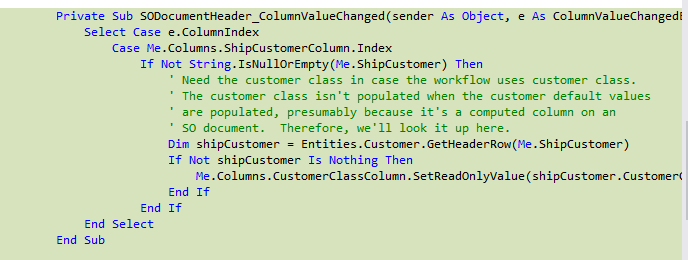 Private Sub SODocumentHeader_ColumnValueChanged(sender As Object, e As ColumnValueChangedE
Select Case e.ColumnIndex
Case Me.Columns.ShipCustomerColumn.Index
If Not String.IsNullOrEmpty(Me.ShipCustomer) Then
' Need the customer class in case the workflow uses customer class.
' The customer class isn't populated when the customer default values
' are populated, presumably because it's a computed column on an
' SO document.  Therefore, we'll look it up here.
Dim shipCustomer = Entities.Customer.GetHeaderRow(Me.ShipCustomer)
If Not shipCustomer Is Nothing Then
Me.Columns.CustomerClassColumn.SetReadOnlyValue(shipCustomer.CustomerC
End If
End If
End Select
End Sub